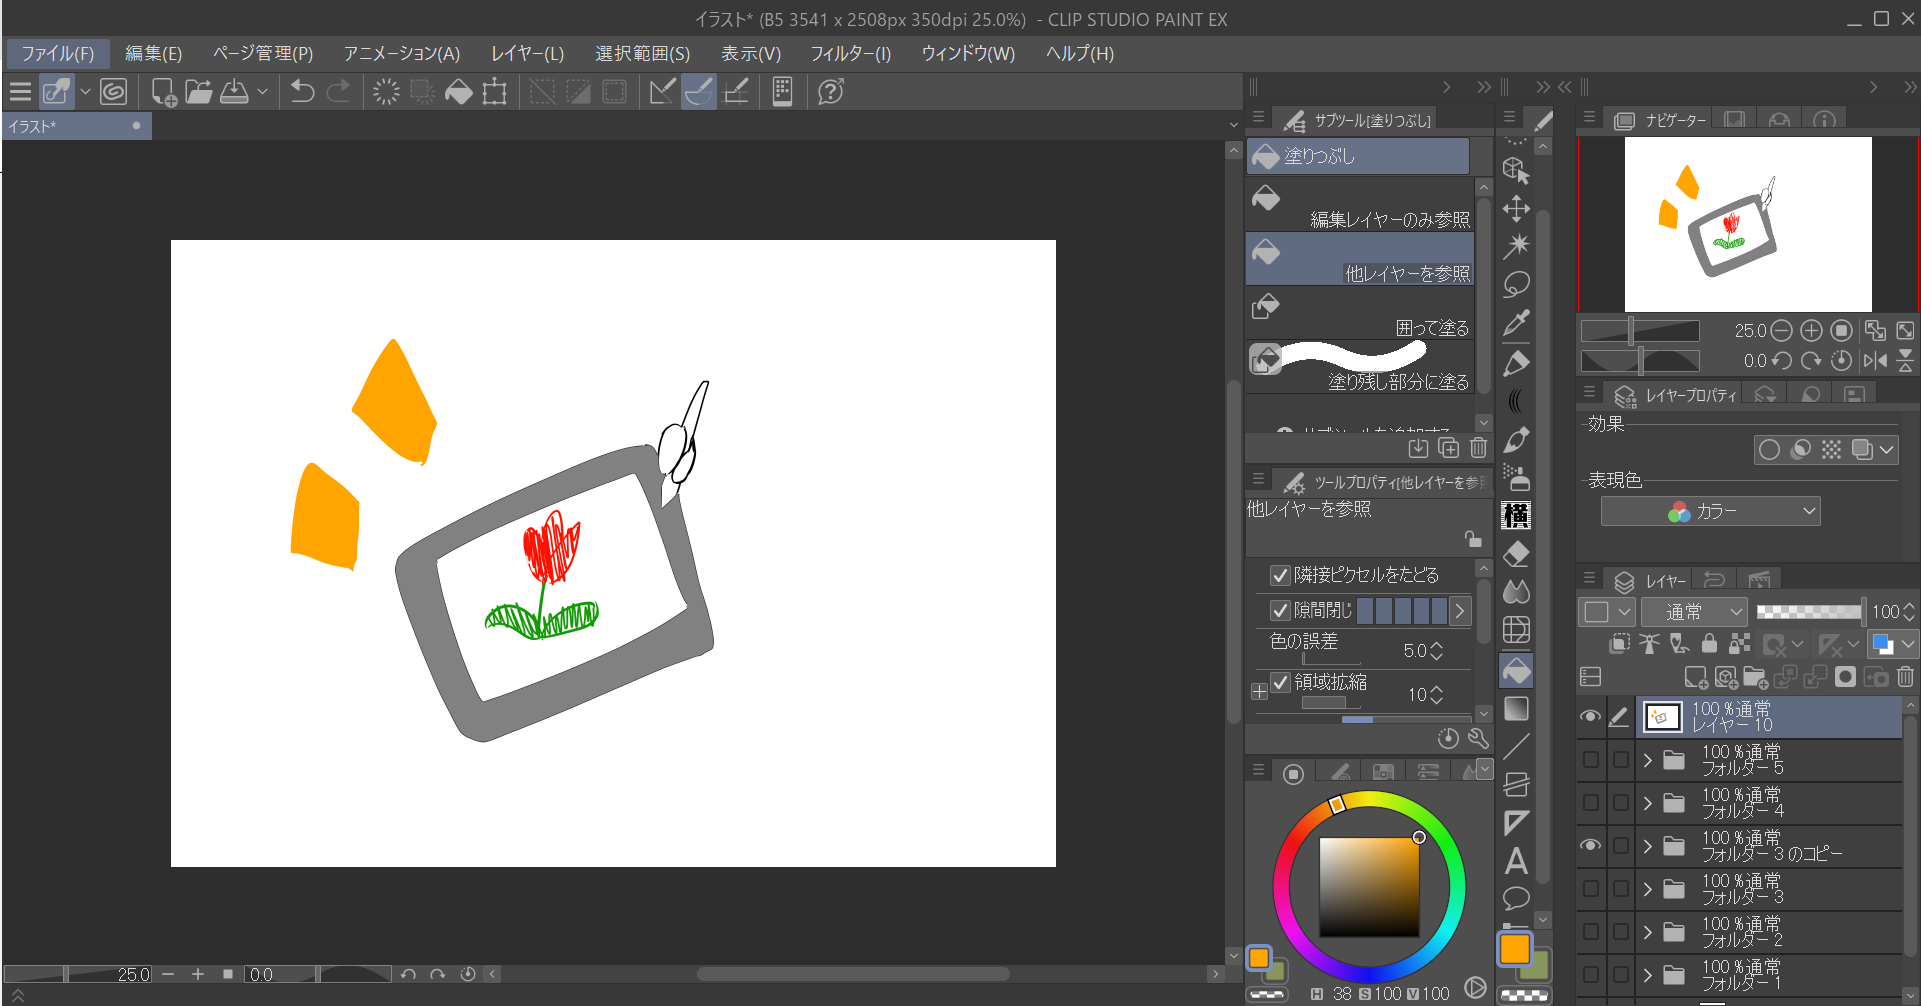 イラスト* (B5 3541 x 2508px 350dpi 25.0%)  - CLIP STUDIO PAINT EX
ファイル(F) 編集(E) ページ管理(P) アニメーション(A) レイヤー(L) 選択範囲(S) 表示(V) フィルター(I) ウィンドウ(W) ヘルプ(H)
イラスト*
サブツール[塗りつぶし]
塗りつぶし
編集レイヤーのみ参照
他レイヤーを参照
囲って塗る
塗り残し部分に塗る
ツールプロパティ[他レイヤーを参
他レイヤーを参照
隣接ピクセルをたどる
隙間閉じ
色の誤差 5.0
領域拡縮 10
H 38 S 100 V 100
横
A
ナビゲーター
25.0
0.0
レイヤープロパティ
効果
表現色
カラー
レイヤー
通常 100
100 %通常
レイヤー 10
100 %通常
フォルダー 5
100 %通常
フォルダー 4
100 %通常
フォルダー 3 のコピー
100 %通常
フォルダー 3
100 %通常
フォルダー 2
100 %通常
フォルダー 1
25.0 0.0